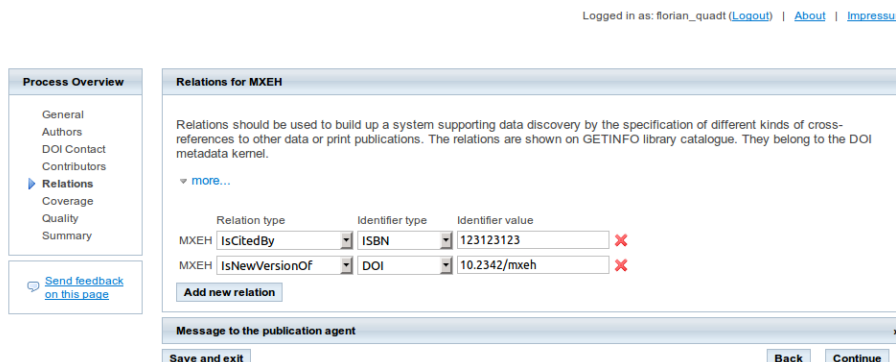 Logged in as: florian_quadt (Logout) | About | Impressu
Process Overview
General
Authors
DOI Contact
Contributors
Relations
Coverage
Quality
Summary
Send feedback
on this page
Relations for MXEH
Relations should be used to build up a system supporting data discovery by the specification of different kinds of cross-
references to other data or print publications. The relations are shown on GETINFO library catalogue. They belong to the DOI
metadata kernel.
more...
Relation type Identifier type Identifier value
MXEH IsCitedBy ISBN 123123123
MXEH IsNewVersionOf DOI 10.2342/mxeh
Add new relation
Message to the publication agent
Save and exit Back Continue